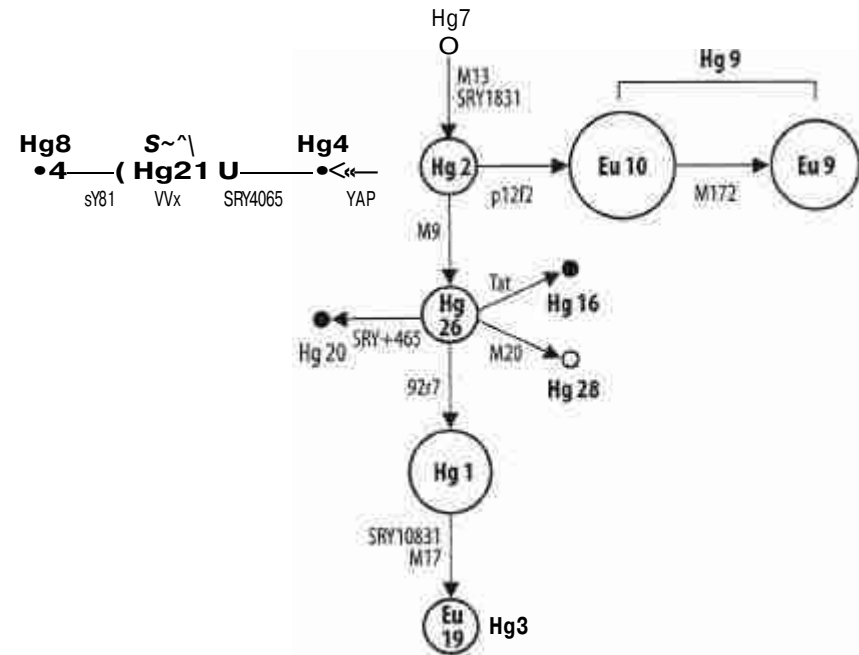 Hg7
O
M13
SRY1831
Hg 9
Hg8
S~^\
Hg4
•4
( Hg21 U
•<«
sY81
VVx
SRY4065
YAP
Hg 2
p12f2
Eu 10
M172
Eu 9
M9
Tat
Hg 16
Hg
26
SRY+465
Hg 20
M20
Hg 28
92r7
Hg 1
SRY10831
M17
Eu
19
Hg3